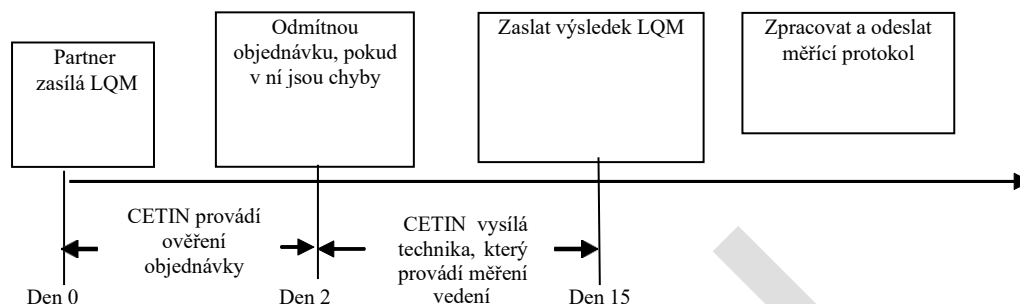 Partner
zasílá LQM
Odmítnou
objednávku, pokud
v ní jsou chyby
Zaslat výsledek LQM
Zpracovat a odeslat
měřící protokol
CETIN provádí
ověření
objednávky
CETIN vysílá
technika, který
provádí měření
vedení
Den 0
Den 2
Den 15